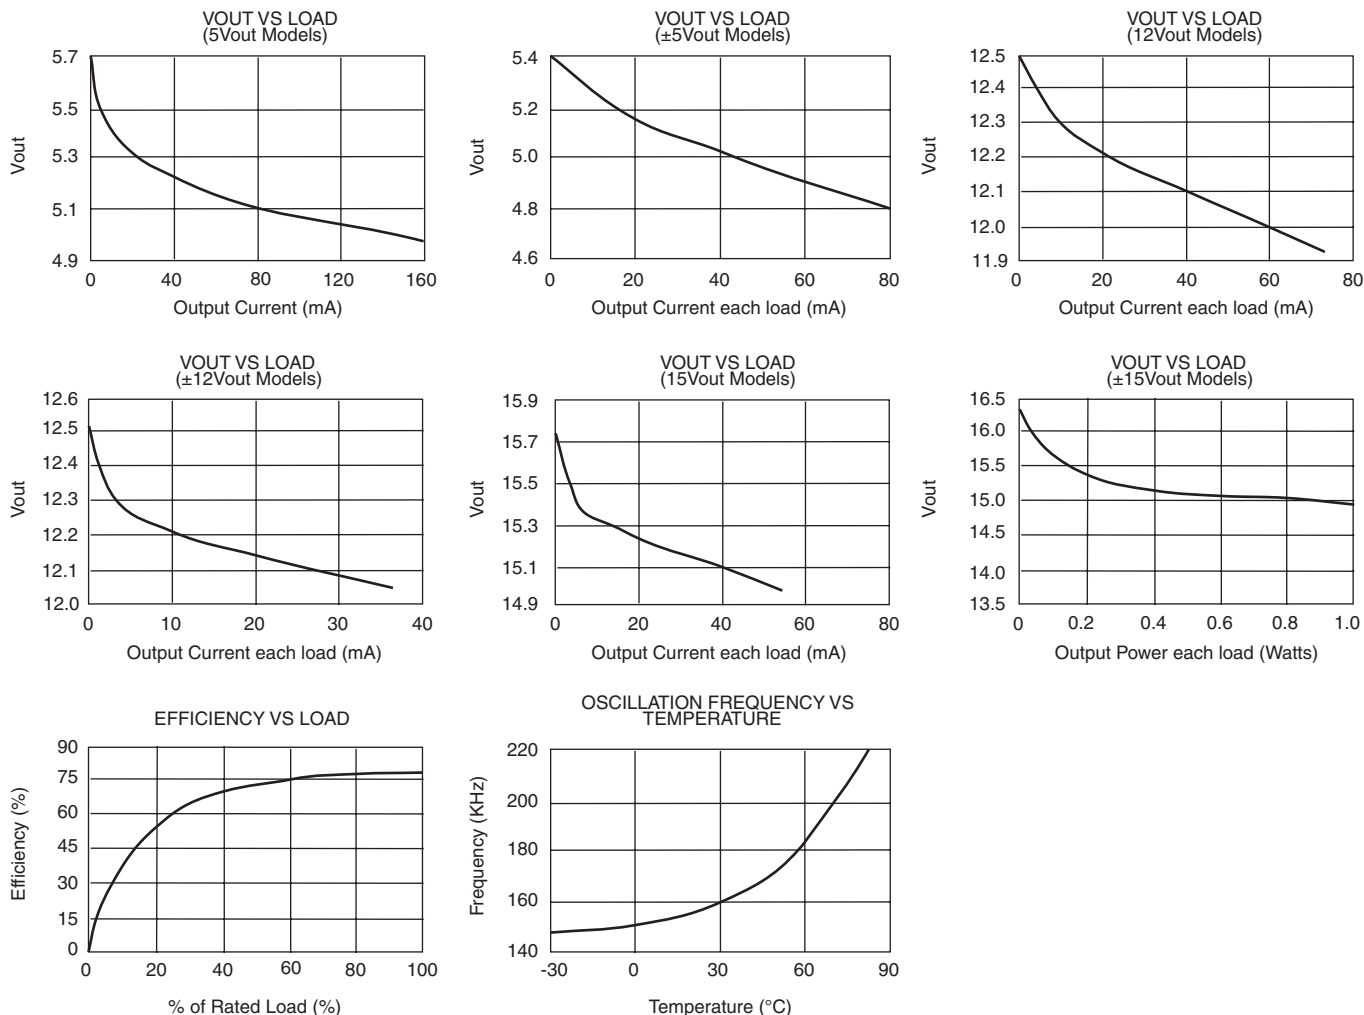 VOUT VS LOAD
(5Vout Models)
5.7
5.5
5.3
5.1
4.9
Vout
0 40 80 120 160
Output Current (mA)
VOUT VS LOAD
(±5Vout Models)
5.4
5.2
5.0
4.8
4.6
Vout
0 20 40 60 80
Output Current each load (mA)
VOUT VS LOAD
(12Vout Models)
12.5
12.4
12.3
12.2
12.1
12.0
11.9
Vout
0 20 40 60 80
Output Current each load (mA)
VOUT VS LOAD
(±12Vout Models)
12.6
12.5
12.4
12.3
12.2
12.1
12.0
Vout
0 10 20 30 40
Output Current each load (mA)
VOUT VS LOAD
(15Vout Models)
15.9
15.7
15.5
15.3
15.1
14.9
Vout
0 20 40 60 80
Output Current each load (mA)
VOUT VS LOAD
(±15Vout Models)
16.5
16.0
15.5
15.0
14.5
14.0
13.5
Vout
0 0.2 0.4 0.6 0.8 1.0
Output Power each load (Watts)
EFFICIENCY VS LOAD
90
75
60
45
30
15
0
Efficiency (%)
0 20 40 60 80 100
% of Rated Load (%)
OSCILLATION FREQUENCY VS
TEMPERATURE
220
200
180
160
140
Frequency (KHz)
-30 0 30 60 90
Temperature (°C)